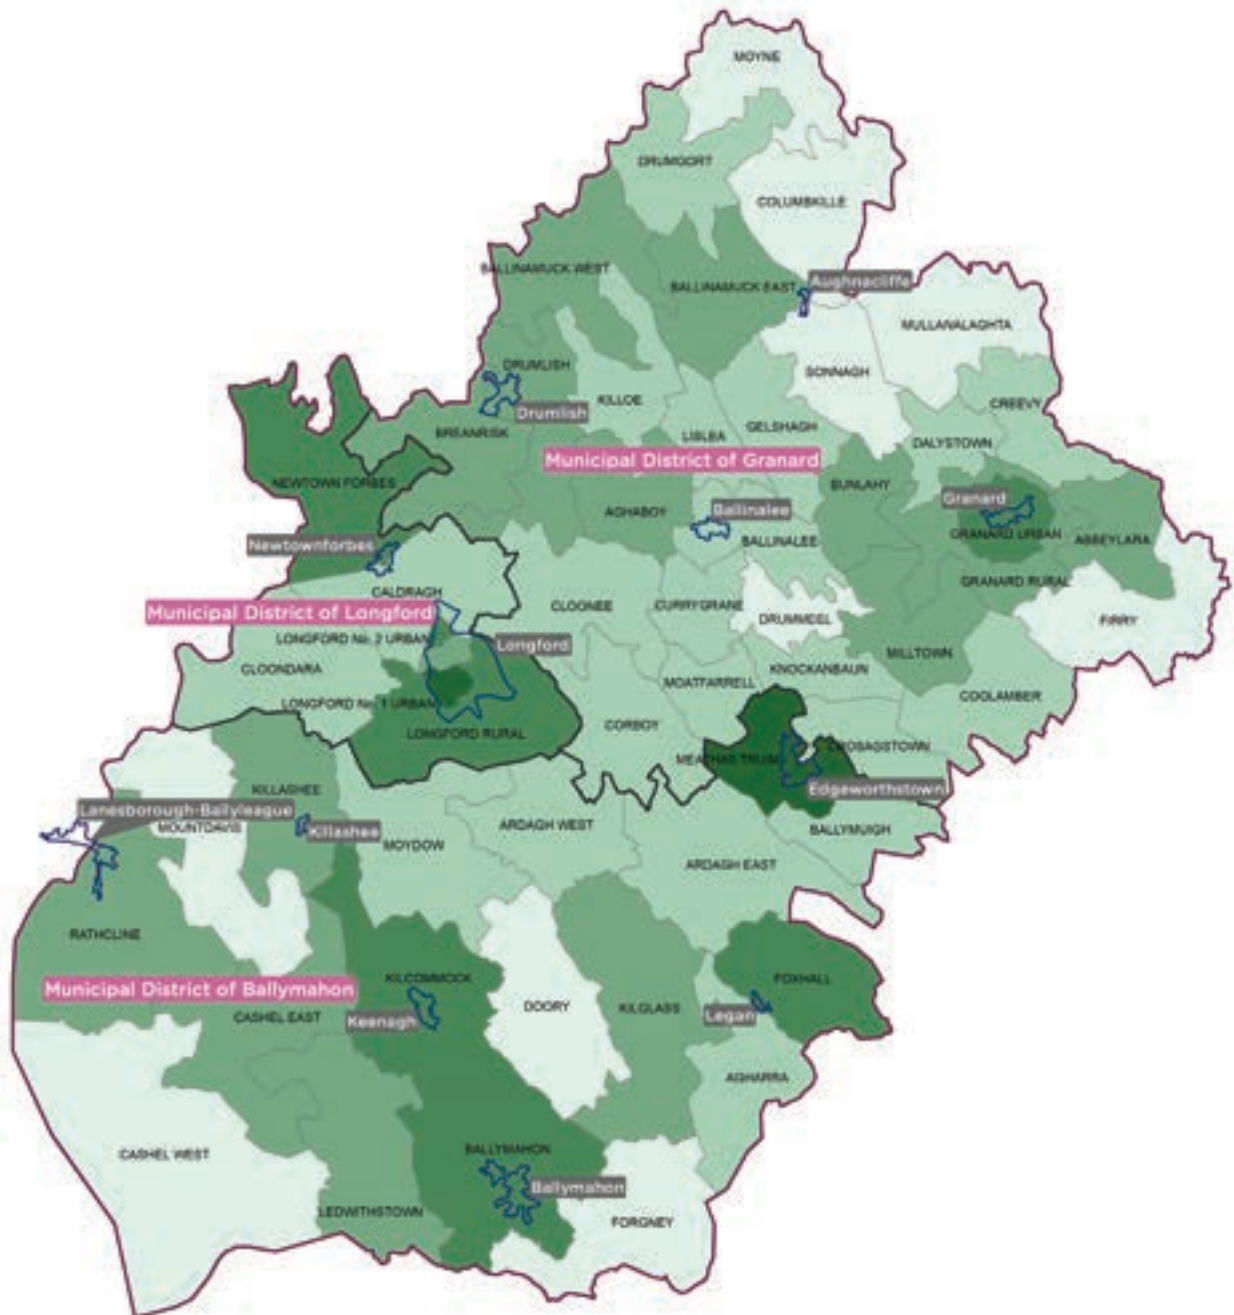 MOYNE
DRUMGORT
COLUMBKILLE
BALLINAMUCK WEST
BALLINAMUCK EAST
Aughnacliffe
MULLANALAGHTA
SONNAGH
DRUMLISH
KILLOE
CREEVY
Drumlish
BREANRISK
LISLEA
GELSHAGH
DALYSTOWN
Municipal District of Granard
NEWTOWN FORBES
BUNLAHY
Granard
AGHABOY
Ballinalee
GRANARD URBAN
ABBEYLARA
BALLINALEE
Newtownforbes
GRANARD RURAL
CALDRAGH
CLOONEE
CURRYGRANE
Municipal District of Longford
DRUMMEEL
FIRRY
LONGFORD No. 2 URBAN
Longford
MILLTOWN
CLOONDARA
KNOCKANBAUN
MOATFARRELL
COOLAMBER
LONGFORD No. 1 URBAN
CORBOY
LONGFORD RURAL
MEATHAS TRUIM
CROSAGSTOWN
KILLASHEE
Edgeworthstown
Lanesborough-Ballyleague
MOUNTDAVIS
Killashee
ARDAGH WEST
BALLYMUIGH
MOYDOW
ARDAGH EAST
RATHCLINE
KILCOMMOCK
FOXHALL
Municipal District of Ballymahon
DOORY
KILGLASS
CASHEL EAST
Keenagh
Legan
AGHARRA
BALLYMAHON
CASHEL WEST
Ballymahon
LEDWITHSTOWN
FORGNEY